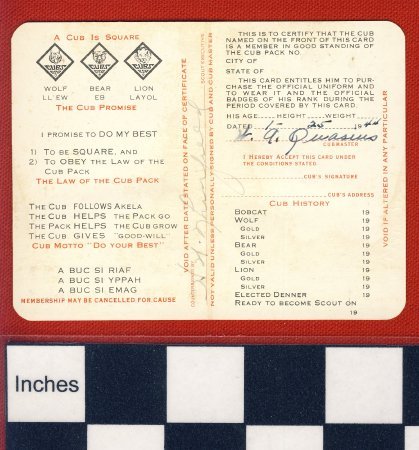 A CUB IS SQUARE
WOLF BEAR LION
LL'EW EB LAYOL
THE CUB PROMISE
I PROMISE TO DO MY BEST
1) TO BE SQUARE, AND
2) TO OBEY THE LAW OF THE
CUB PACK
THE LAW OF THE CUB PACK
THE CUB FOLLOWS AKELA
THE CUB HELPS THE PACK GO
THE PACK HELPS THE CUB GROW
THE CUB GIVES "GOOD-WILL"
CUB MOTTO "DO YOUR BEST"
A BUC SI RIAF
A BUC SI YPPAH
A BUC SI EMAG
MEMBERSHIP MAY BE CANCELLED FOR CAUSE
VOID AFTER DATE STATED ON FACE OF CERTIFICATE
COUNTERSIGNED BY
SCOUT EXECUTIVE
NOT VALID UNLESS PERSONALLY SIGNED BY CUB AND CUBMASTER
THIS IS TO CERTIFY THAT THE CUB
NAMED ON THE FRONT OF THIS CARD
IS A MEMBER IN GOOD STANDING OF
THE CUB PACK NO.
CITY OF
STATE OF
THIS CARD ENTITLES HIM TO PUR-
CHASE THE OFFICIAL UNIFORM AND
TO WEAR IT AND THE OFFICIAL
BADGES OF HIS RANK DURING THE
PERIOD COVERED BY THIS CARD.
HIS AGE HEIGHT WEIGHT
DATED 1- 25 1944
CUBMASTER
I HEREBY ACCEPT THIS CARD UNDER
THE CONDITIONS STATED.
CUB'S SIGNATURE
CUB'S ADDRESS
CUB HISTORY
BOBCAT 19
WOLF 19
GOLD 19
SILVER 19
BEAR 19
GOLD 19
SILVER 19
LION 19
GOLD 19
SILVER 19
ELECTED DENNER 19
READY TO BECOME SCOUT ON
19
VOID IF ALTERED IN ANY PARTICULAR
Inches